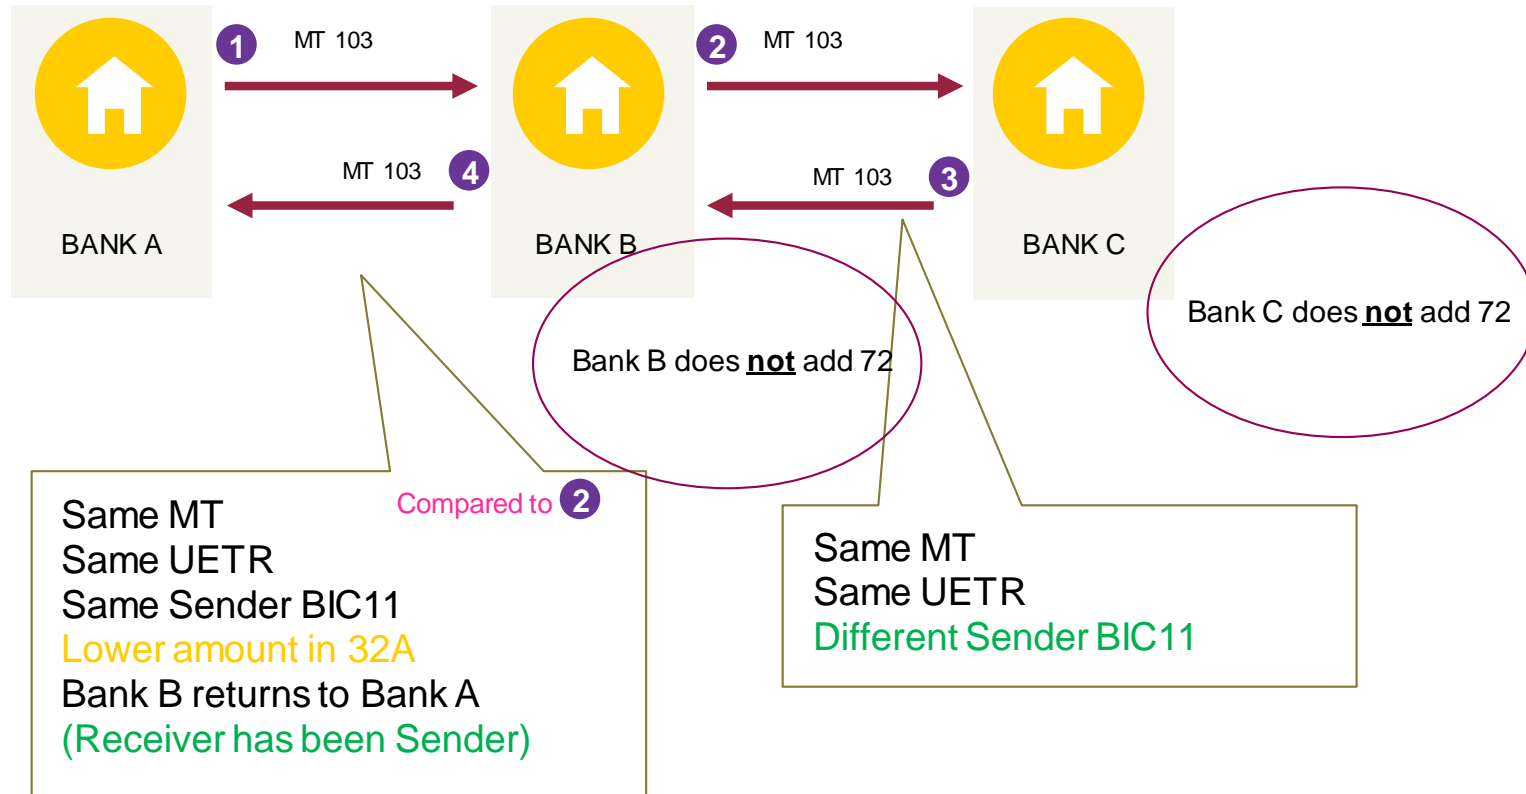 1 MT 103
2 MT 103
MT 103 4
MT 103 3
BANK A
BANK B
BANK C
Bank C does not add 72
Bank B does not add 72
Compared to 2
Same MT
Same UETR
Same Sender BIC11
Lower amount in 32A
Bank B returns to Bank A
(Receiver has been Sender)
Same MT
Same UETR
Different Sender BIC11